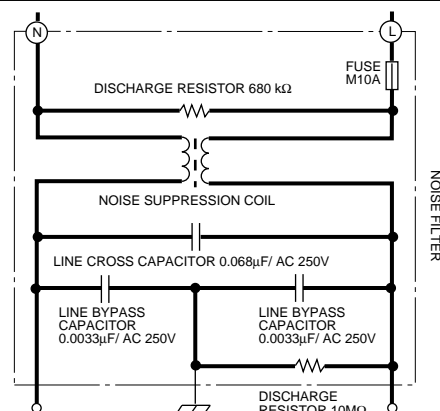 N
L
FUSE
M10A
DISCHARGE RESISTOR 680 kΩ
NOISE SUPPRESSION COIL
NOISE FILTER
LINE CROSS CAPACITOR 0.068µF/ AC 250V
LINE BYPASS
CAPACITOR
0.0033µF/ AC 250V
LINE BYPASS
CAPACITOR
0.0033µF/ AC 250V
DISCHARGE
RESISTOR 10MΩ